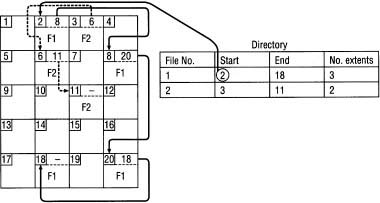 1 2 8 3 6 4
F1 F2
5 6 11 7 8 20
F2 F1
9 10 11 – 12
F2
13 14 15 16
17 18 – 19 20 18
F1 F1
Directory
File No. Start End No. extents
1 2 18 3
2 3 11 2